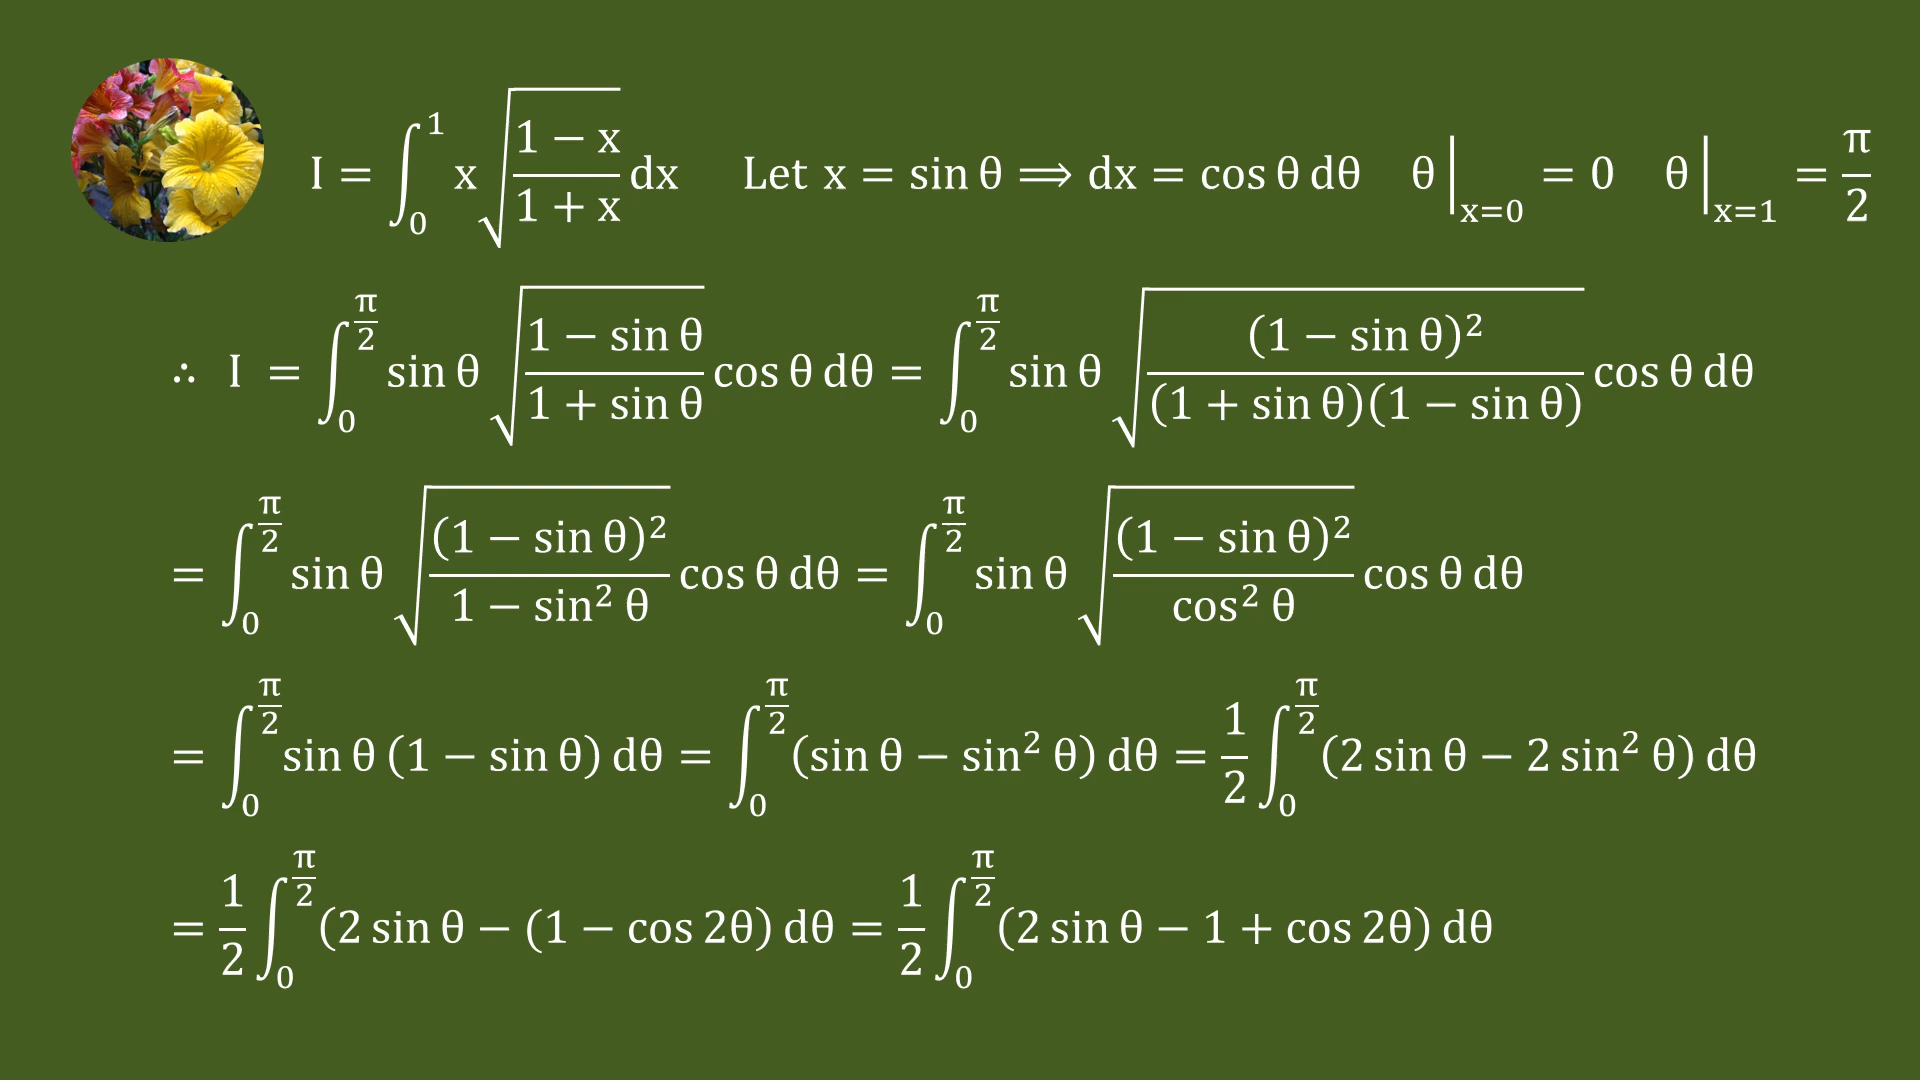 I = ∫₀¹ x √((1 − x)/(1 + x)) dx   Let x = sin θ ⟹ dx = cos θ dθ   θ|ₓ₌₀ = 0   θ|ₓ₌₁ = π/2
∴ I = ∫₀^(π/2) sin θ √((1 − sin θ)/(1 + sin θ)) cos θ dθ = ∫₀^(π/2) sin θ √((1 − sin θ)²/((1 + sin θ)(1 − sin θ))) cos θ dθ
= ∫₀^(π/2) sin θ √((1 − sin θ)²/(1 − sin² θ)) cos θ dθ = ∫₀^(π/2) sin θ √((1 − sin θ)²/(cos² θ)) cos θ dθ
= ∫₀^(π/2) sin θ (1 − sin θ) dθ = ∫₀^(π/2) (sin θ − sin² θ) dθ = 1/2 ∫₀^(π/2) (2 sin θ − 2 sin² θ) dθ
= 1/2 ∫₀^(π/2) (2 sin θ − (1 − cos 2θ) dθ = 1/2 ∫₀^(π/2) (2 sin θ − 1 + cos 2θ) dθ